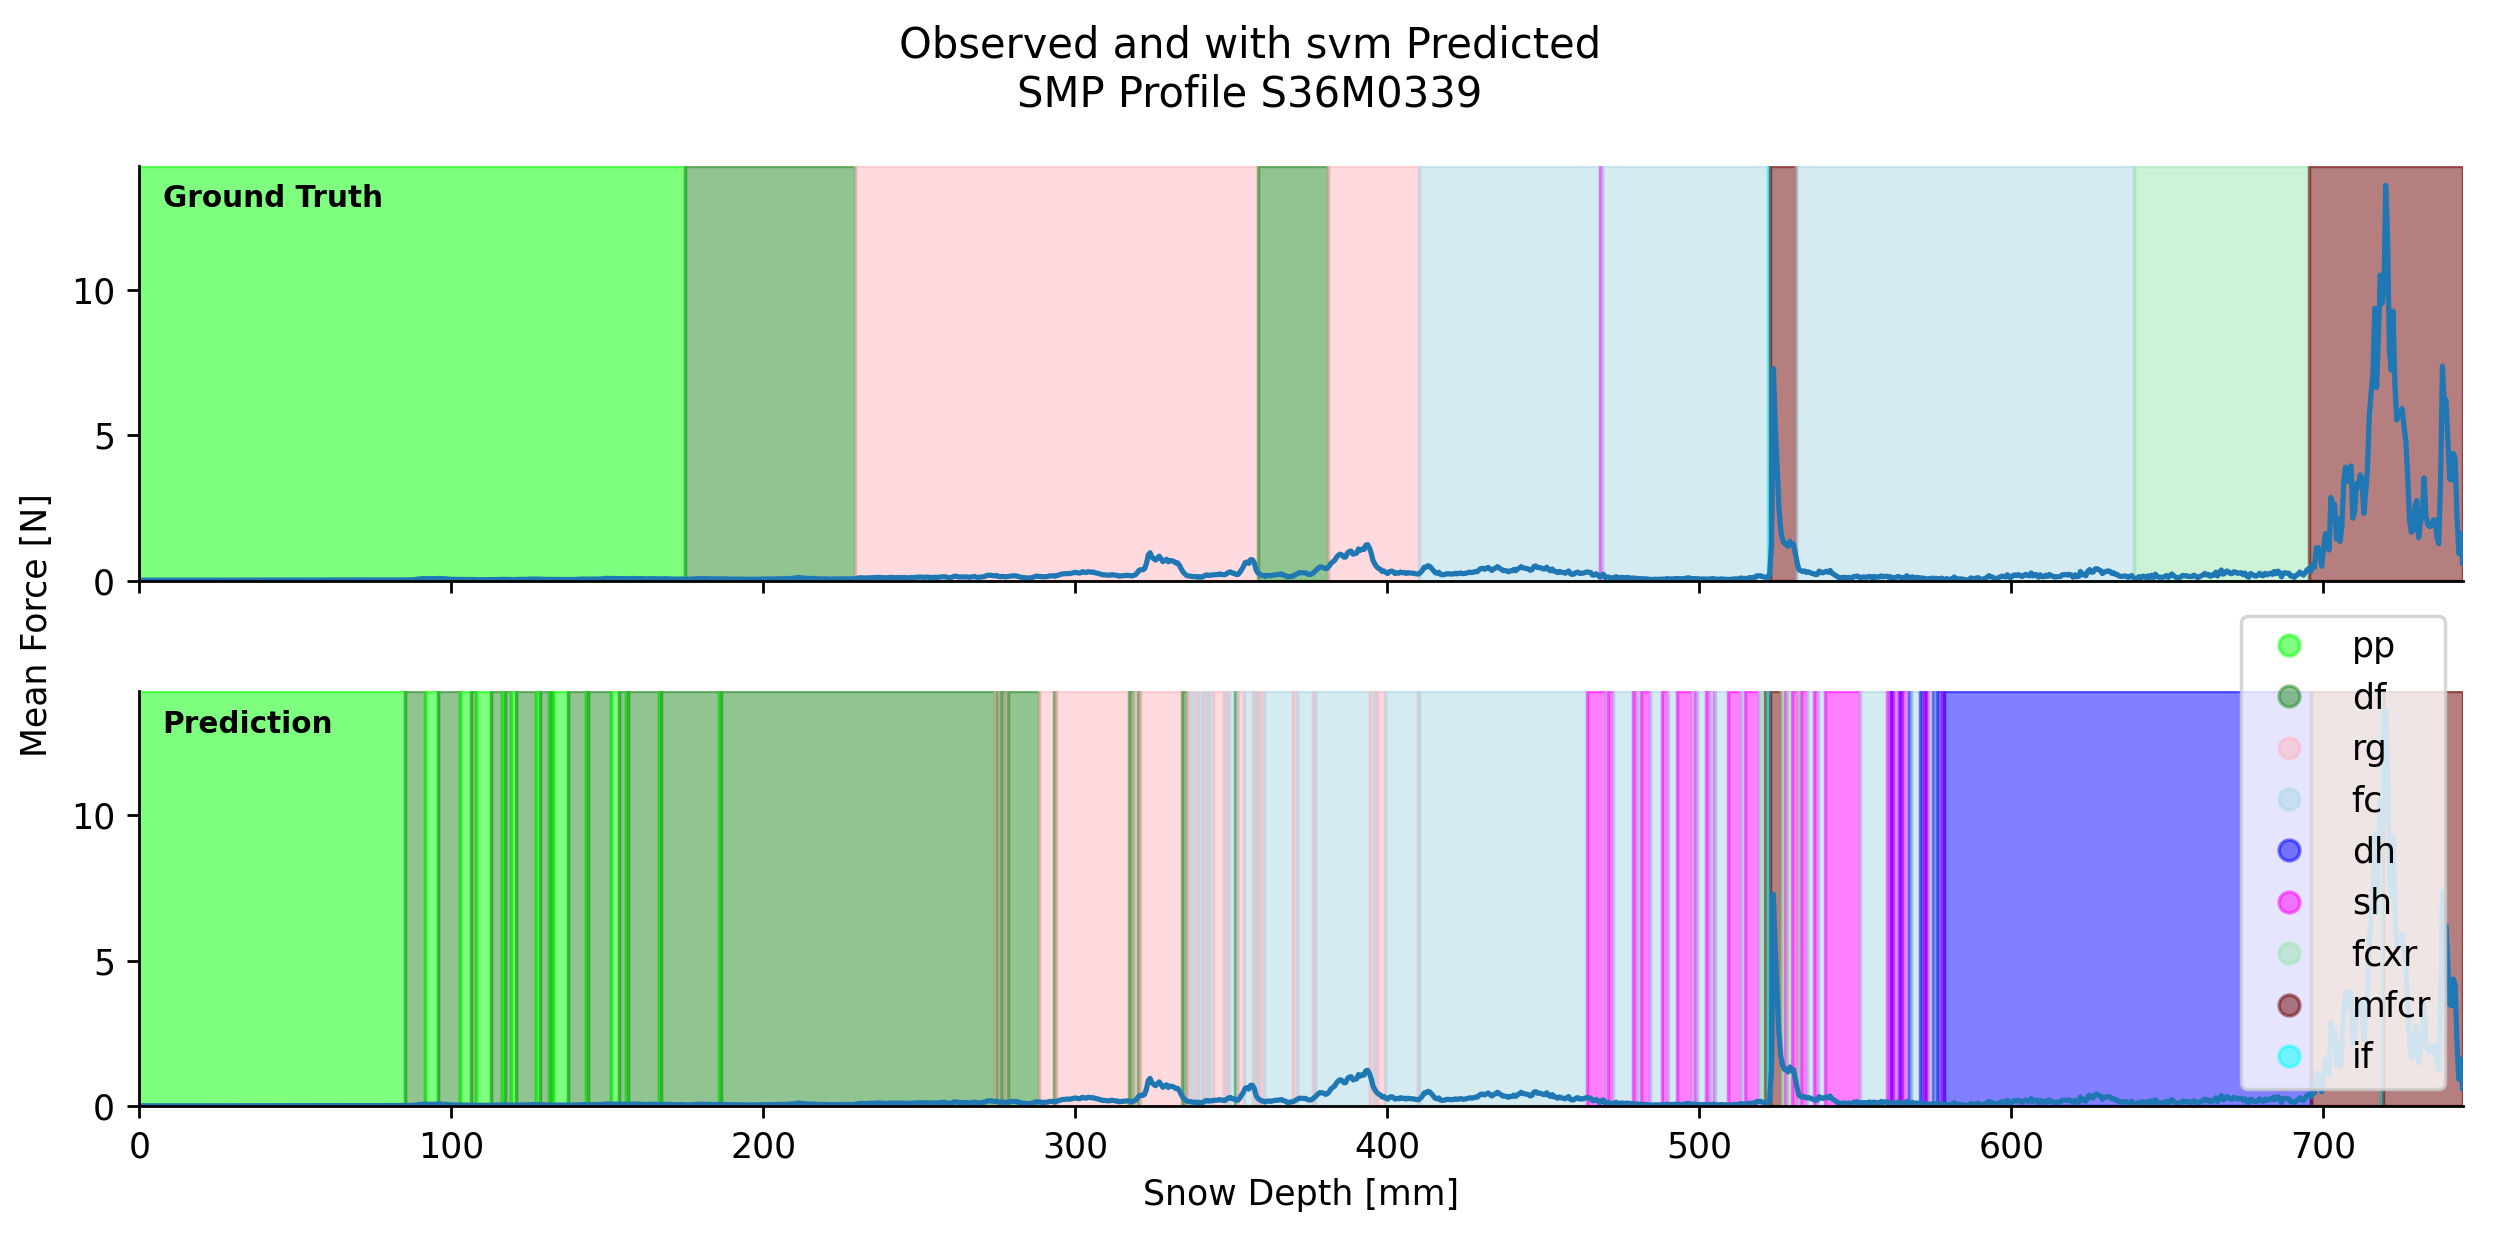 Observed and with svm Predicted
SMP Profile S36M0339
Ground Truth
10
5
0
Mean Force [N]
Prediction
10
5
0
pp
df
rg
fc
dh
sh
fcxr
mfcr
if
0 100 200 300 400 500 600 700
Snow Depth [mm]